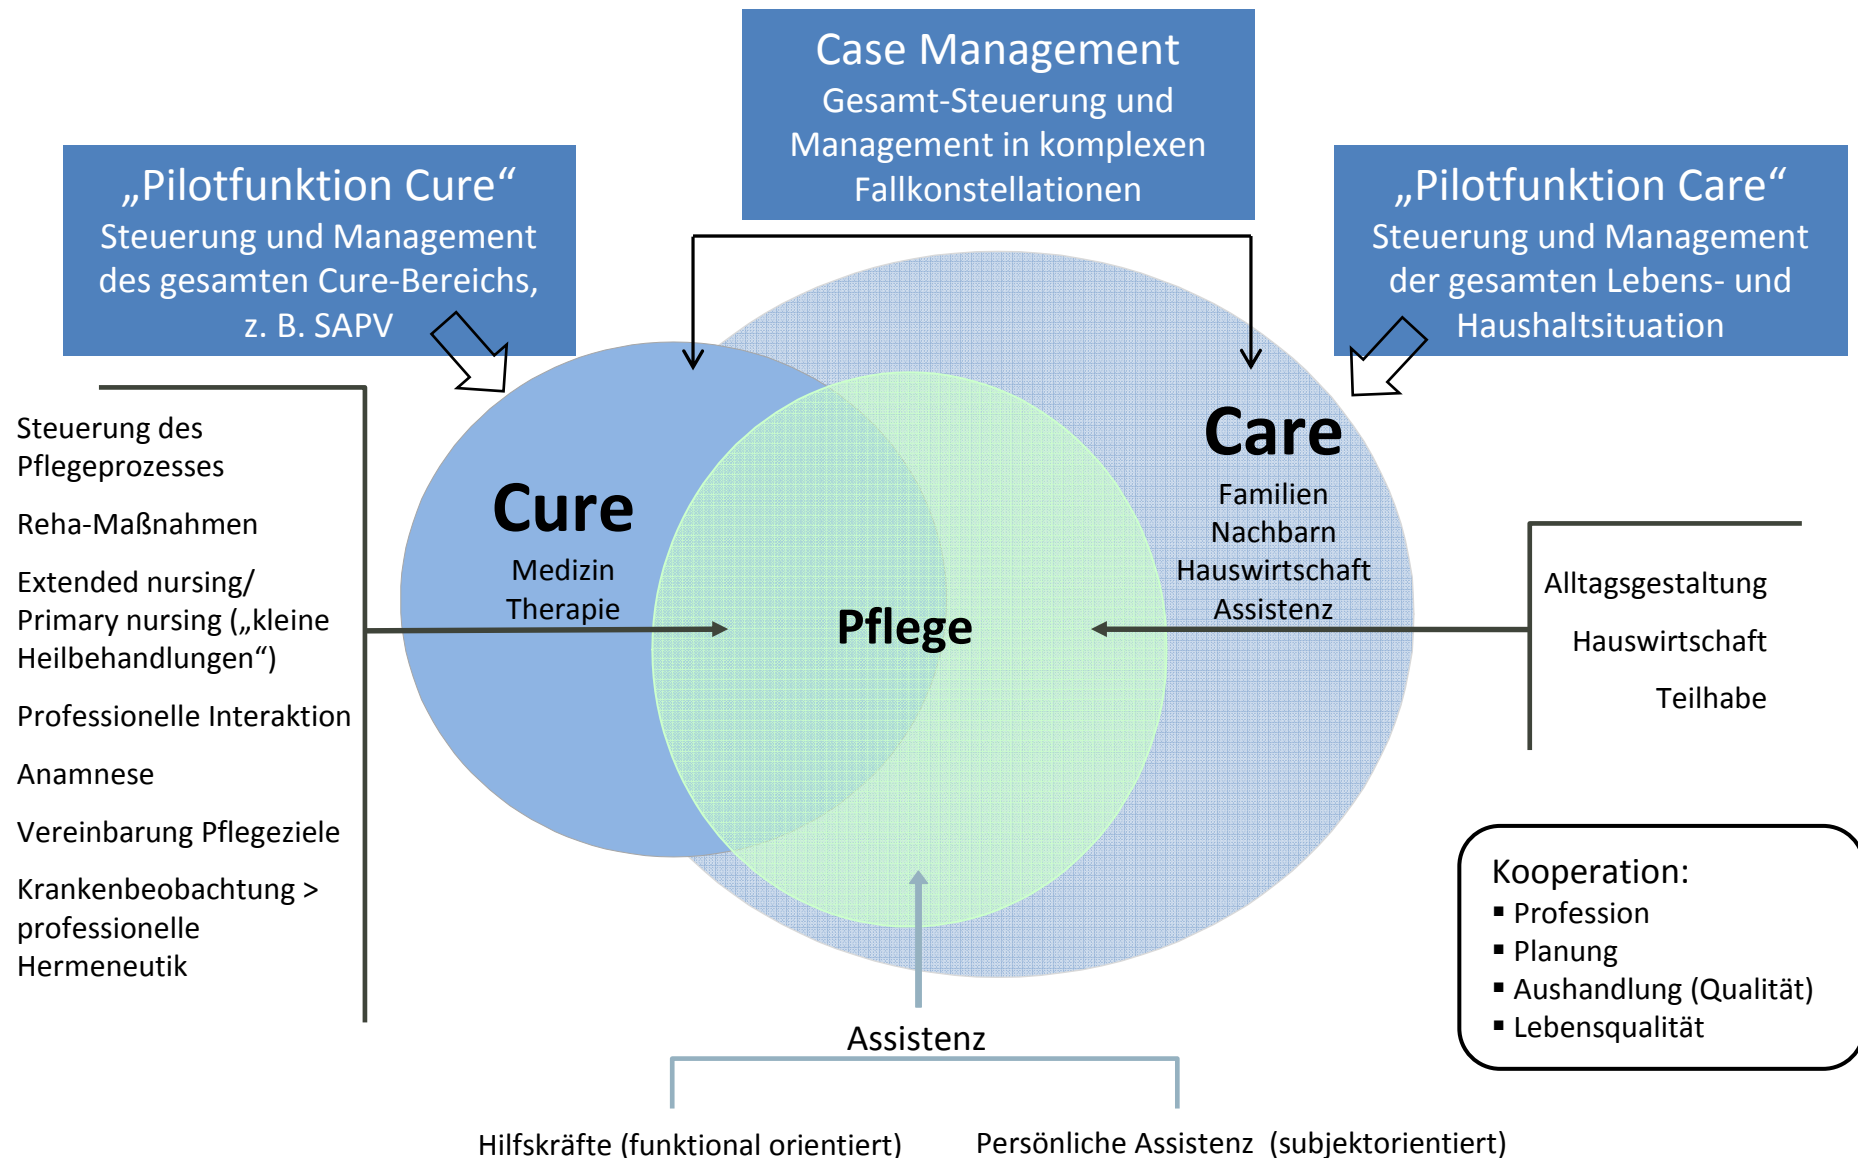 Case Management
Gesamt-Steuerung und
Management in komplexen
Fallkonstellationen
„Pilotfunktion Cure“
Steuerung und Management
des gesamten Cure-Bereichs,
z. B. SAPV
„Pilotfunktion Care“
Steuerung und Management
der gesamten Lebens- und
Haushaltsituation
Steuerung des
Pflegeprozesses
Reha-Maßnahmen
Extended nursing/
Primary nursing („kleine
Heilbehandlungen“)
Professionelle Interaktion
Anamnese
Vereinbarung Pflegeziele
Krankenbeobachtung >
professionelle
Hermeneutik
Cure
Medizin
Therapie
Pflege
Care
Familien
Nachbarn
Hauswirtschaft
Assistenz
Alltagsgestaltung
Hauswirtschaft
Teilhabe
Kooperation:
▪ Profession
▪ Planung
▪ Aushandlung (Qualität)
▪ Lebensqualität
Assistenz
Hilfskräfte (funktional orientiert)
Persönliche Assistenz (subjektorientiert)